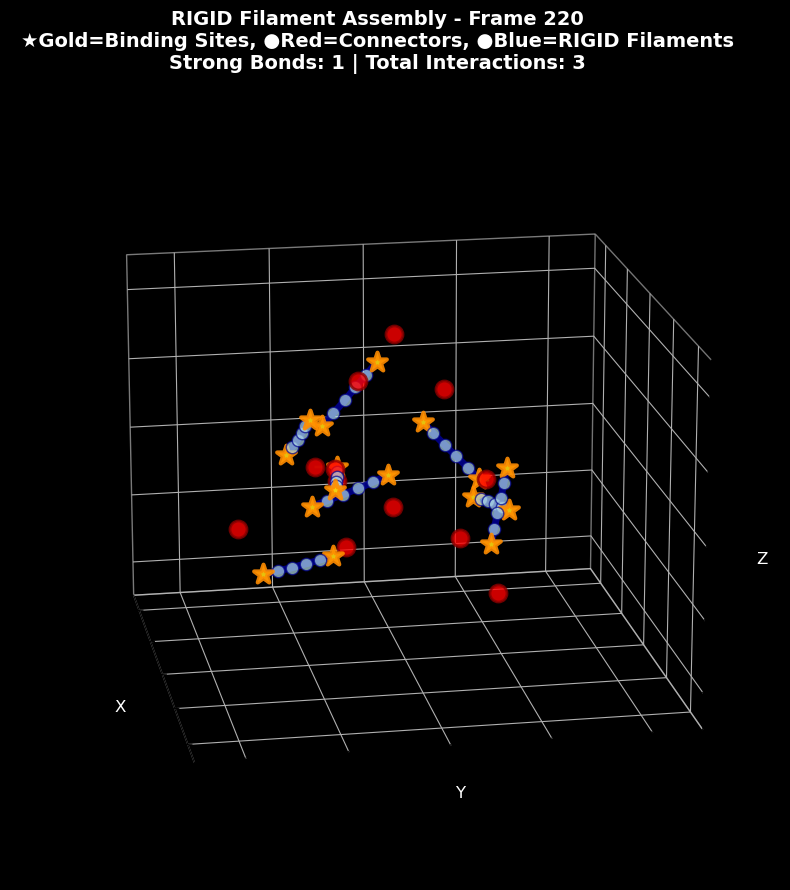 RIGID Filament Assembly - Frame 220
★Gold=Binding Sites, ●Red=Connectors, ●Blue=RIGID Filaments
Strong Bonds: 1 | Total Interactions: 3
Z
X
Y